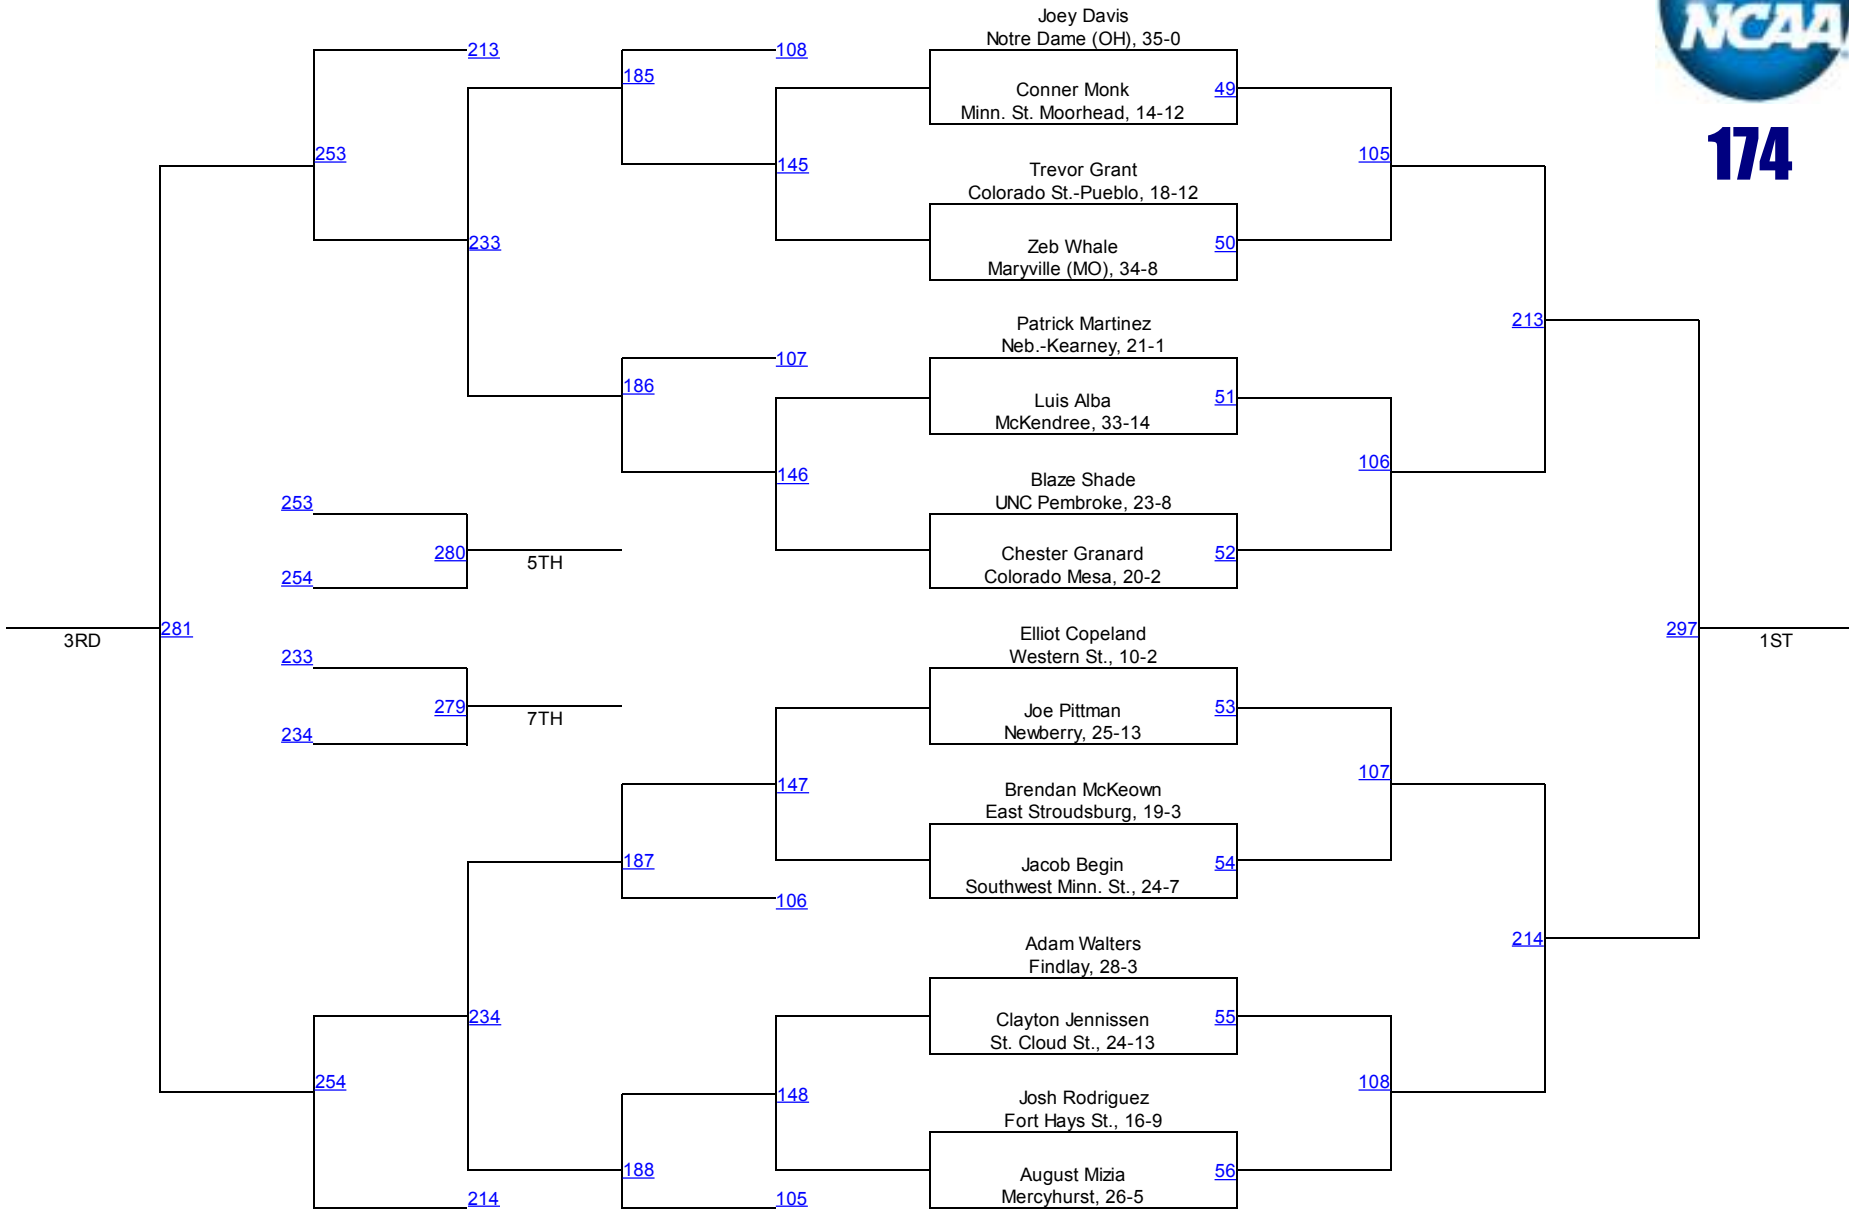 NCAA
174
Joey Davis
Notre Dame (OH), 35-0
49
Conner Monk
Minn. St. Moorhead, 14-12
Trevor Grant
Colorado St.-Pueblo, 18-12
50
Zeb Whale
Maryville (MO), 34-8
Patrick Martinez
Neb.-Kearney, 21-1
51
Luis Alba
McKendree, 33-14
Blaze Shade
UNC Pembroke, 23-8
52
Chester Granard
Colorado Mesa, 20-2
Elliot Copeland
Western St., 10-2
53
Joe Pittman
Newberry, 25-13
Brendan McKeown
East Stroudsburg, 19-3
54
Jacob Begin
Southwest Minn. St., 24-7
Adam Walters
Findlay, 28-3
55
Clayton Jennissen
St. Cloud St., 24-13
Josh Rodriguez
Fort Hays St., 16-9
56
August Mizia
Mercyhurst, 26-5
105
106
107
108
213
214
297
1ST
108
145
107
146
147
106
148
105
185
186
187
188
213
233
234
214
253
254
281
3RD
253
254
280
5TH
233
234
279
7TH